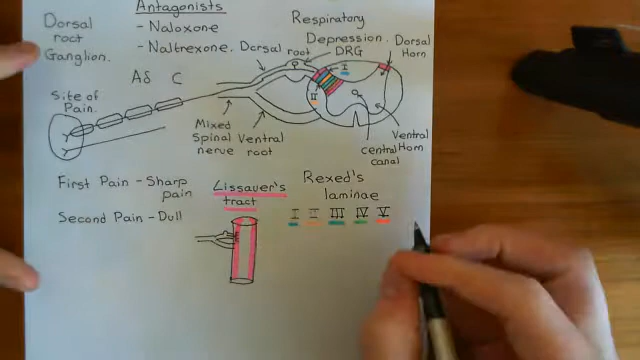 Antagonists
- Naloxone
- Naltrexone.
Dorsal
root
Ganglion.
Respiratory
Depression.
Dorsal root
DRG
Dorsal
Horn
Aδ C
I
II
Site of
Pain.
Mixed
Spinal
nerve
Ventral
root
Central
canal
Ventral
Horn
First Pain - Sharp
pain
Second Pain - Dull
Lissauer's
tract
Rexed's
laminae
I II III IV V